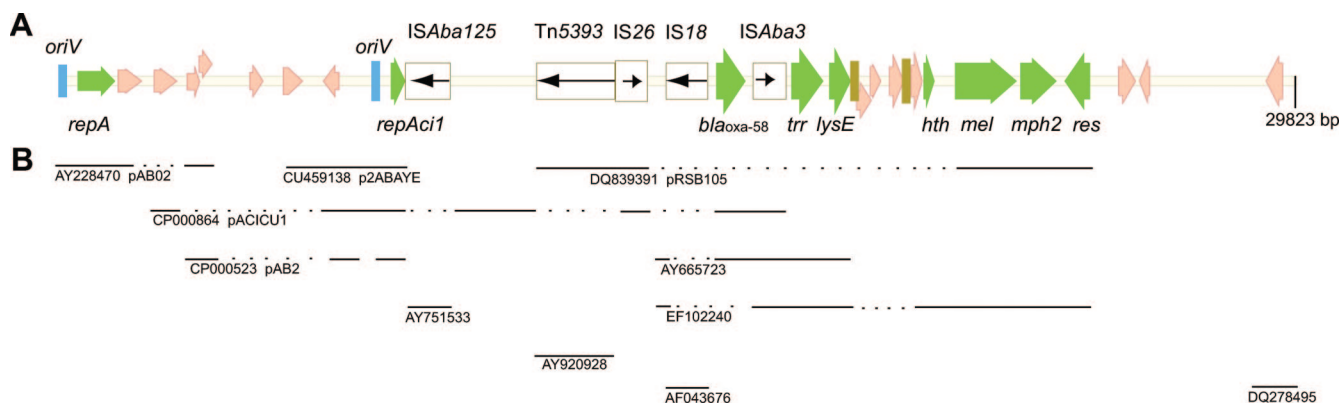 A
ISAba125 Tn5393 IS26 IS18 ISAba3
oriV oriV
repA repAci1 blaoxa-58 trr lysE hth mel mph2 res 29823 bp
B
AY228470 pAB02 CU459138 p2ABAYE DQ839391 pRSB105
CP000864 pACICU1
CP000523 pAB2 AY665723
AY751533 EF102240
AY920928
AF043676 DQ278495